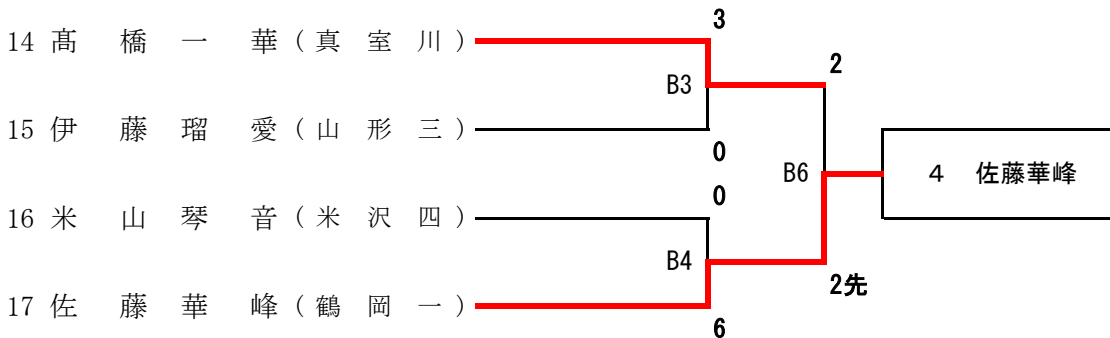 3
14 髙橋一華（真室川）
2
B3
15 伊藤瑠愛（山形三）
0
B6
4 佐藤華峰
0
16 米山琴音（米沢四）
B4
2先
17 佐藤華峰（鶴岡一）
6